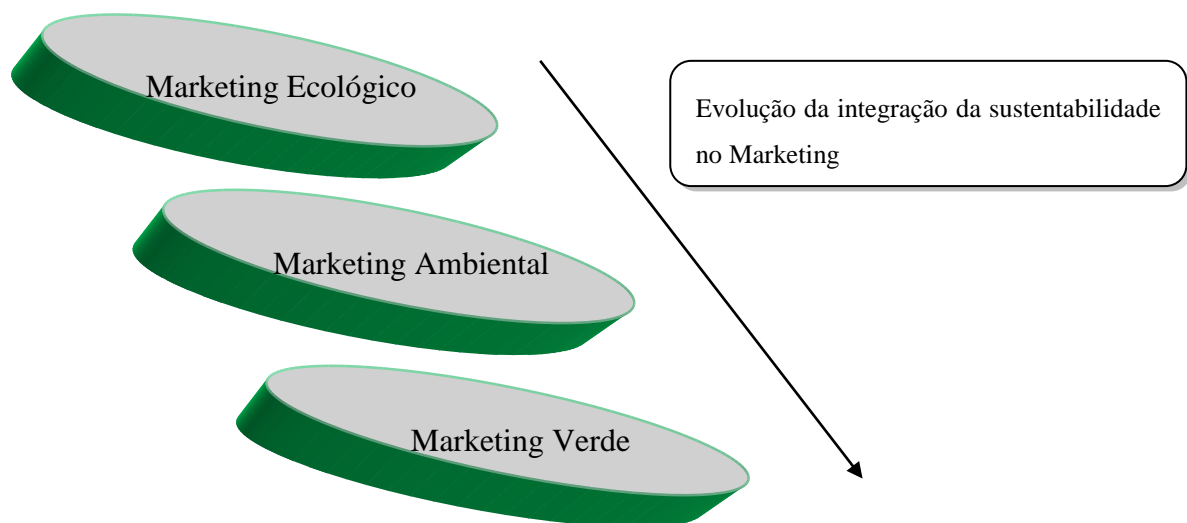 Marketing Ecológico
Evolução da integração da sustentabilidade
no Marketing
Marketing Ambiental
Marketing Verde